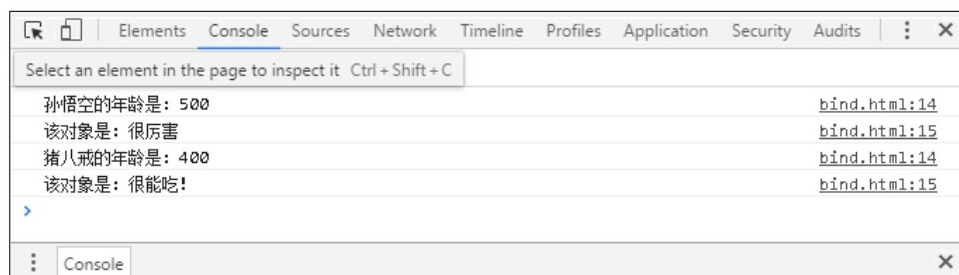 Elements Console Sources Network Timeline Profiles Application Security Audits
Select an element in the page to inspect it Ctrl + Shift + C
孙悟空的年龄是: 500 bind.html:14
该对象是: 很厉害 bind.html:15
猪八戒的年龄是: 400 bind.html:14
该对象是: 很能吃! bind.html:15
Console